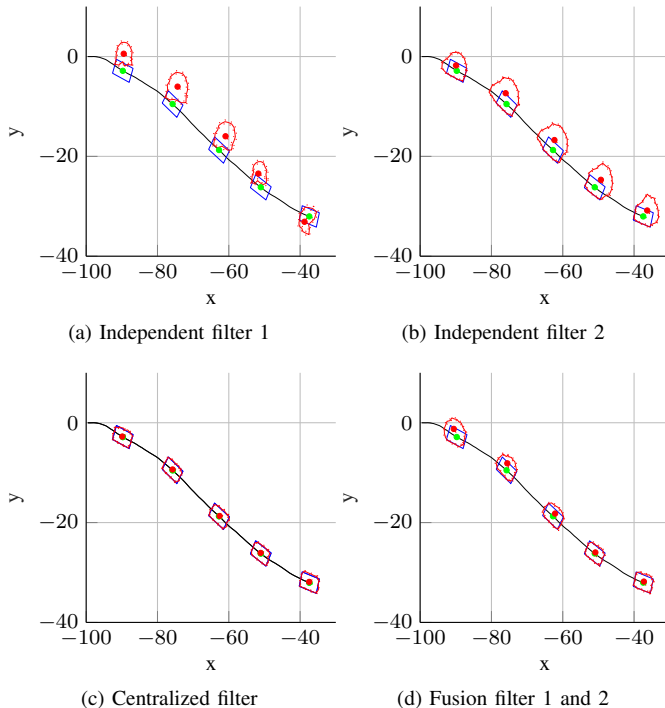 0
−20
−40
−100 −80 −60 −40
y
x
(a) Independent filter 1
0
−20
−40
−100 −80 −60 −40
y
x
(b) Independent filter 2
0
−20
−40
−100 −80 −60 −40
y
x
(c) Centralized filter
0
−20
−40
−100 −80 −60 −40
y
x
(d) Fusion filter 1 and 2